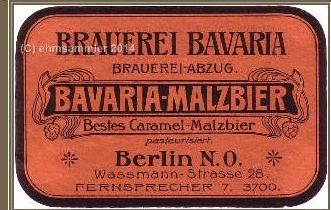 (C) ehmsammler 2014
BRAUEREI BAVARIA
BRAUEREI-ABZUG.
BAVARIA-MALZBIER
Bestes Caramel-Malzbier
pasteurisiert.
Berlin N.O.
Wassmann-Strasse 28.
FERNSPRECHER 7. 3700.